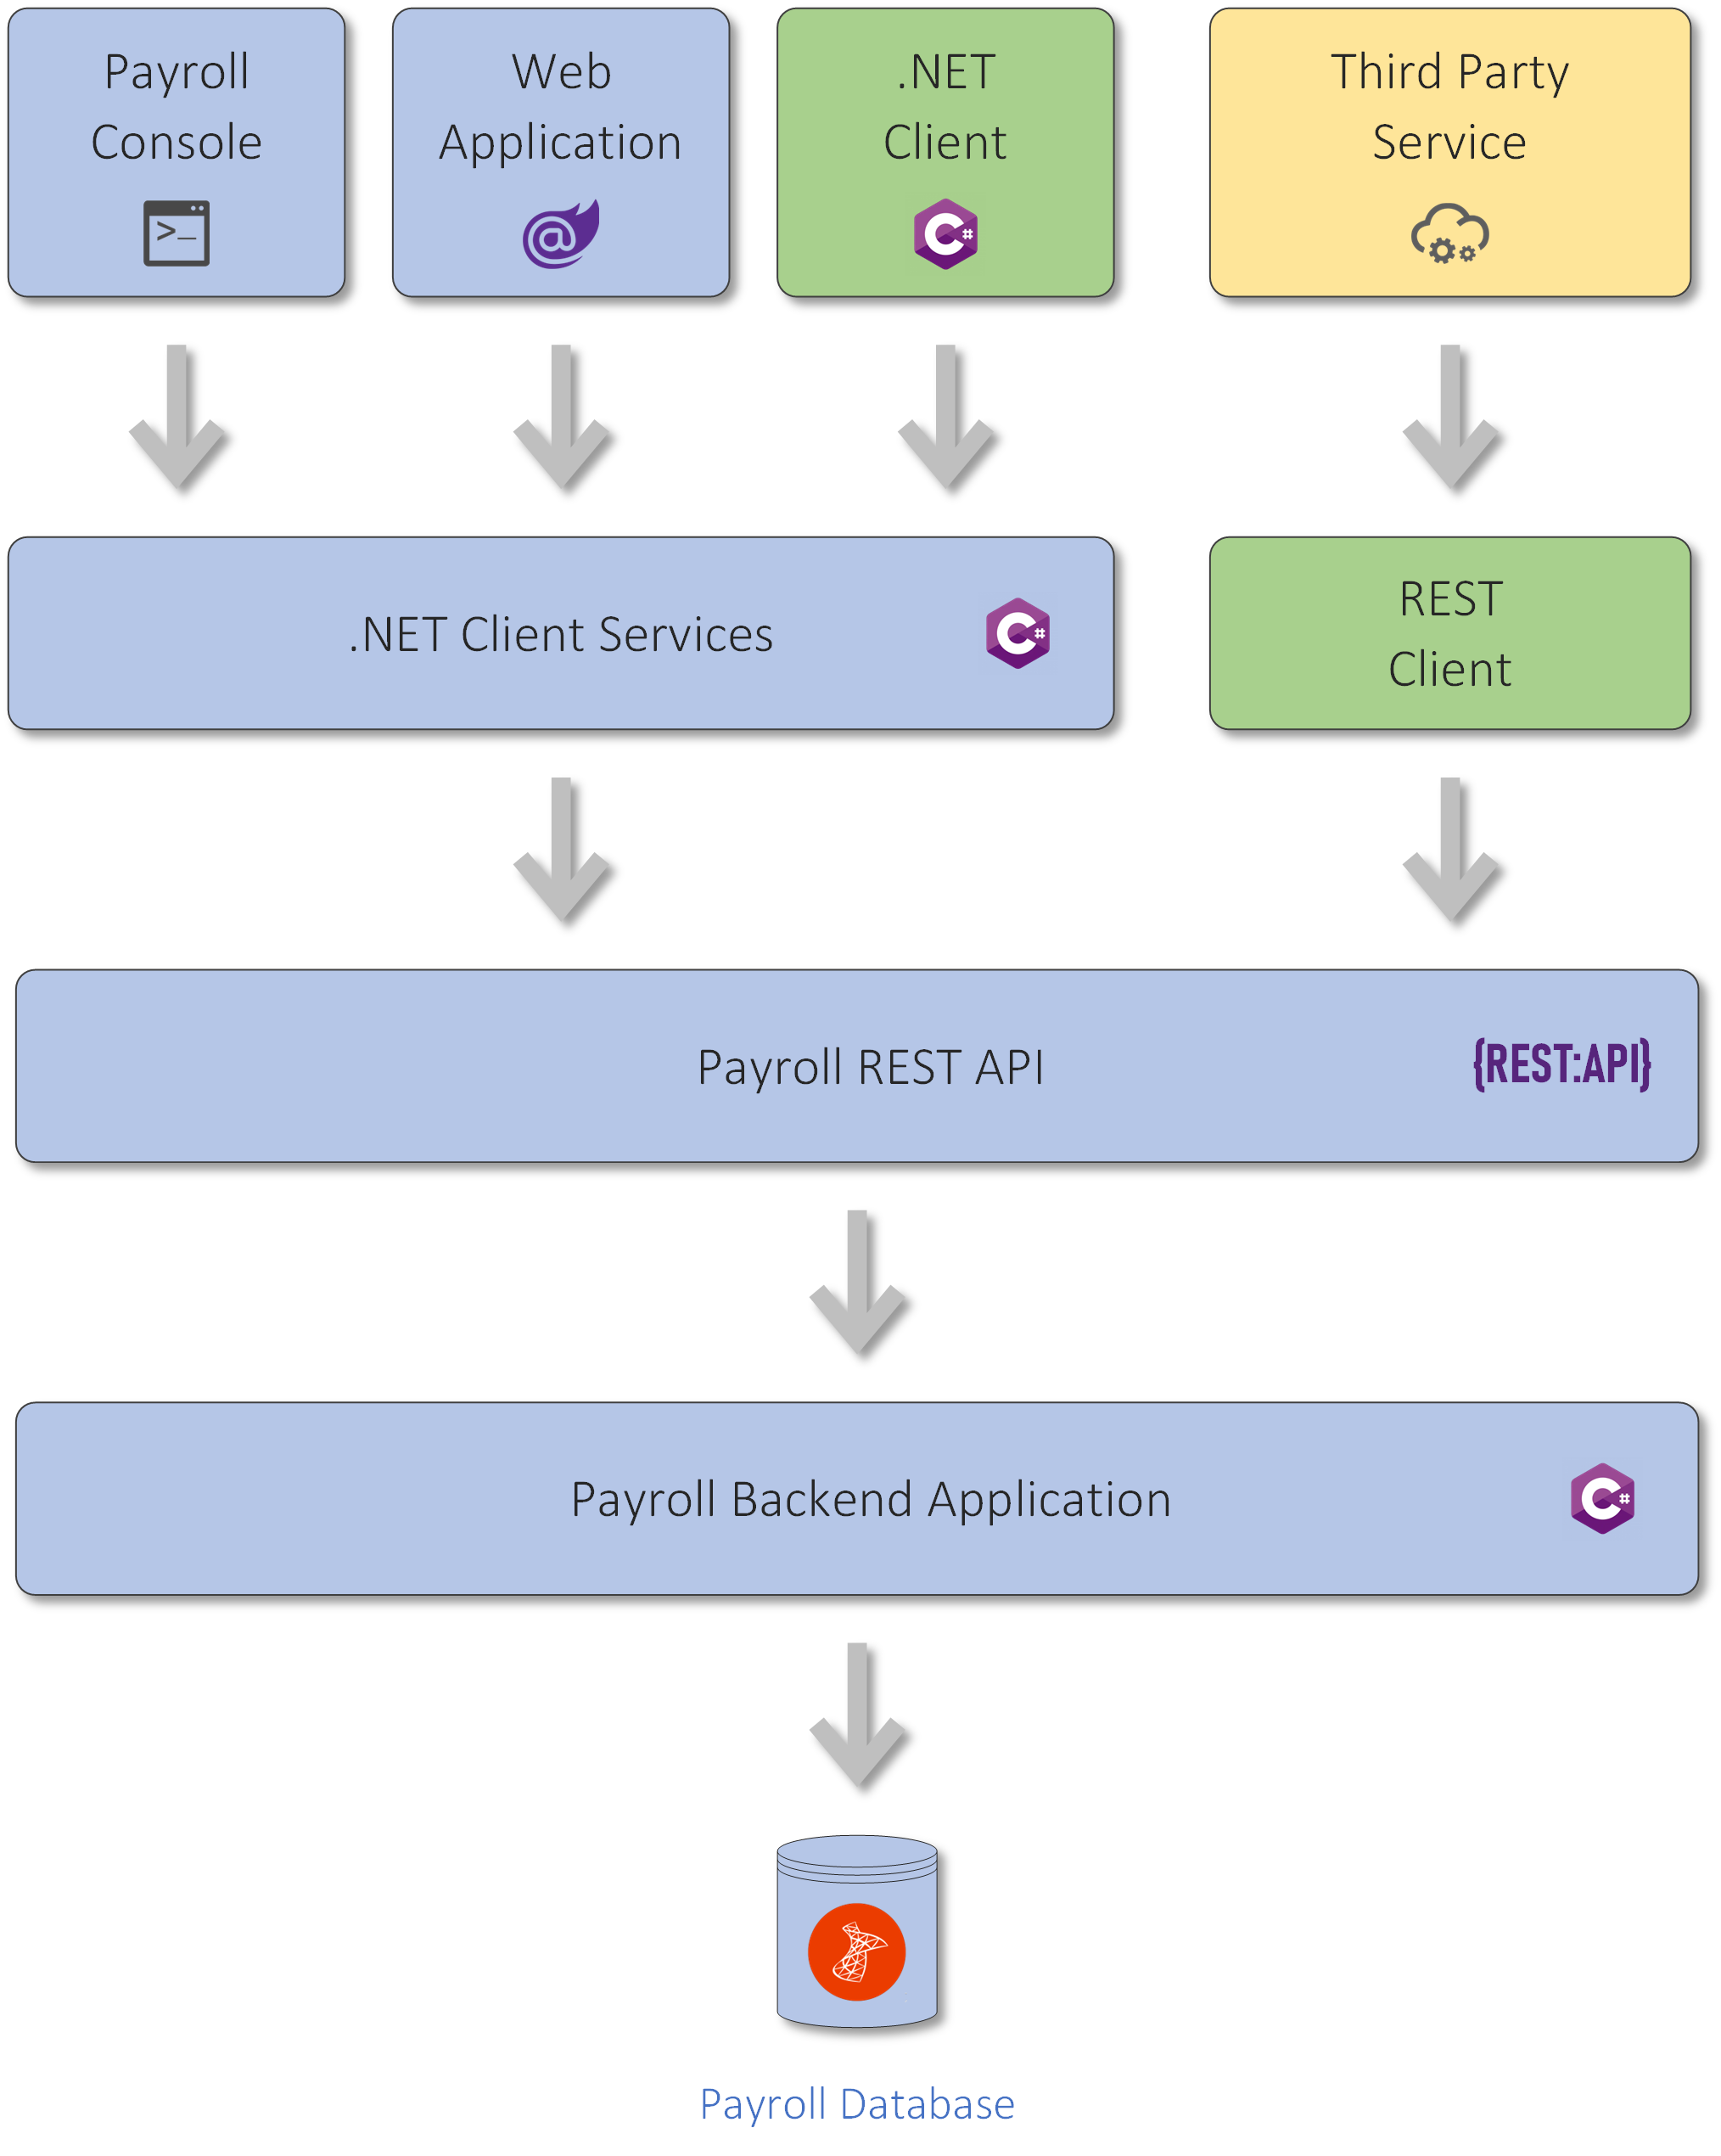 Payroll
Console
>_
Web
Application
@
.NET
Client
C#
Third Party
Service
.NET Client Services
C#
REST
Client
Payroll REST API
{REST:API}
Payroll Backend Application
C#
Payroll Database